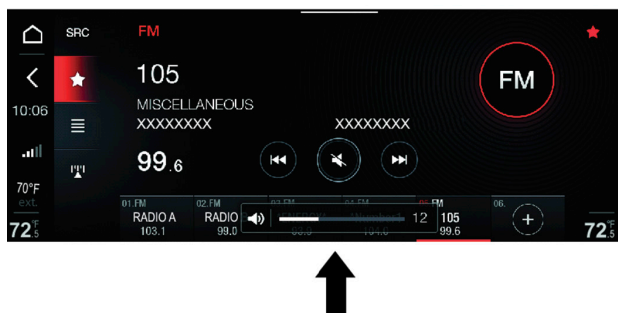 SRC
FM
105
MISCELLANEOUS
XXXXXXXX XXXXXXXX
99.6
FM
10:06
70°F
ext.
72.5 °F
01.FM
RADIO A
103.1
02.FM
RADIO
99.0
12
FM
105
99.6
06.
72.5 °F